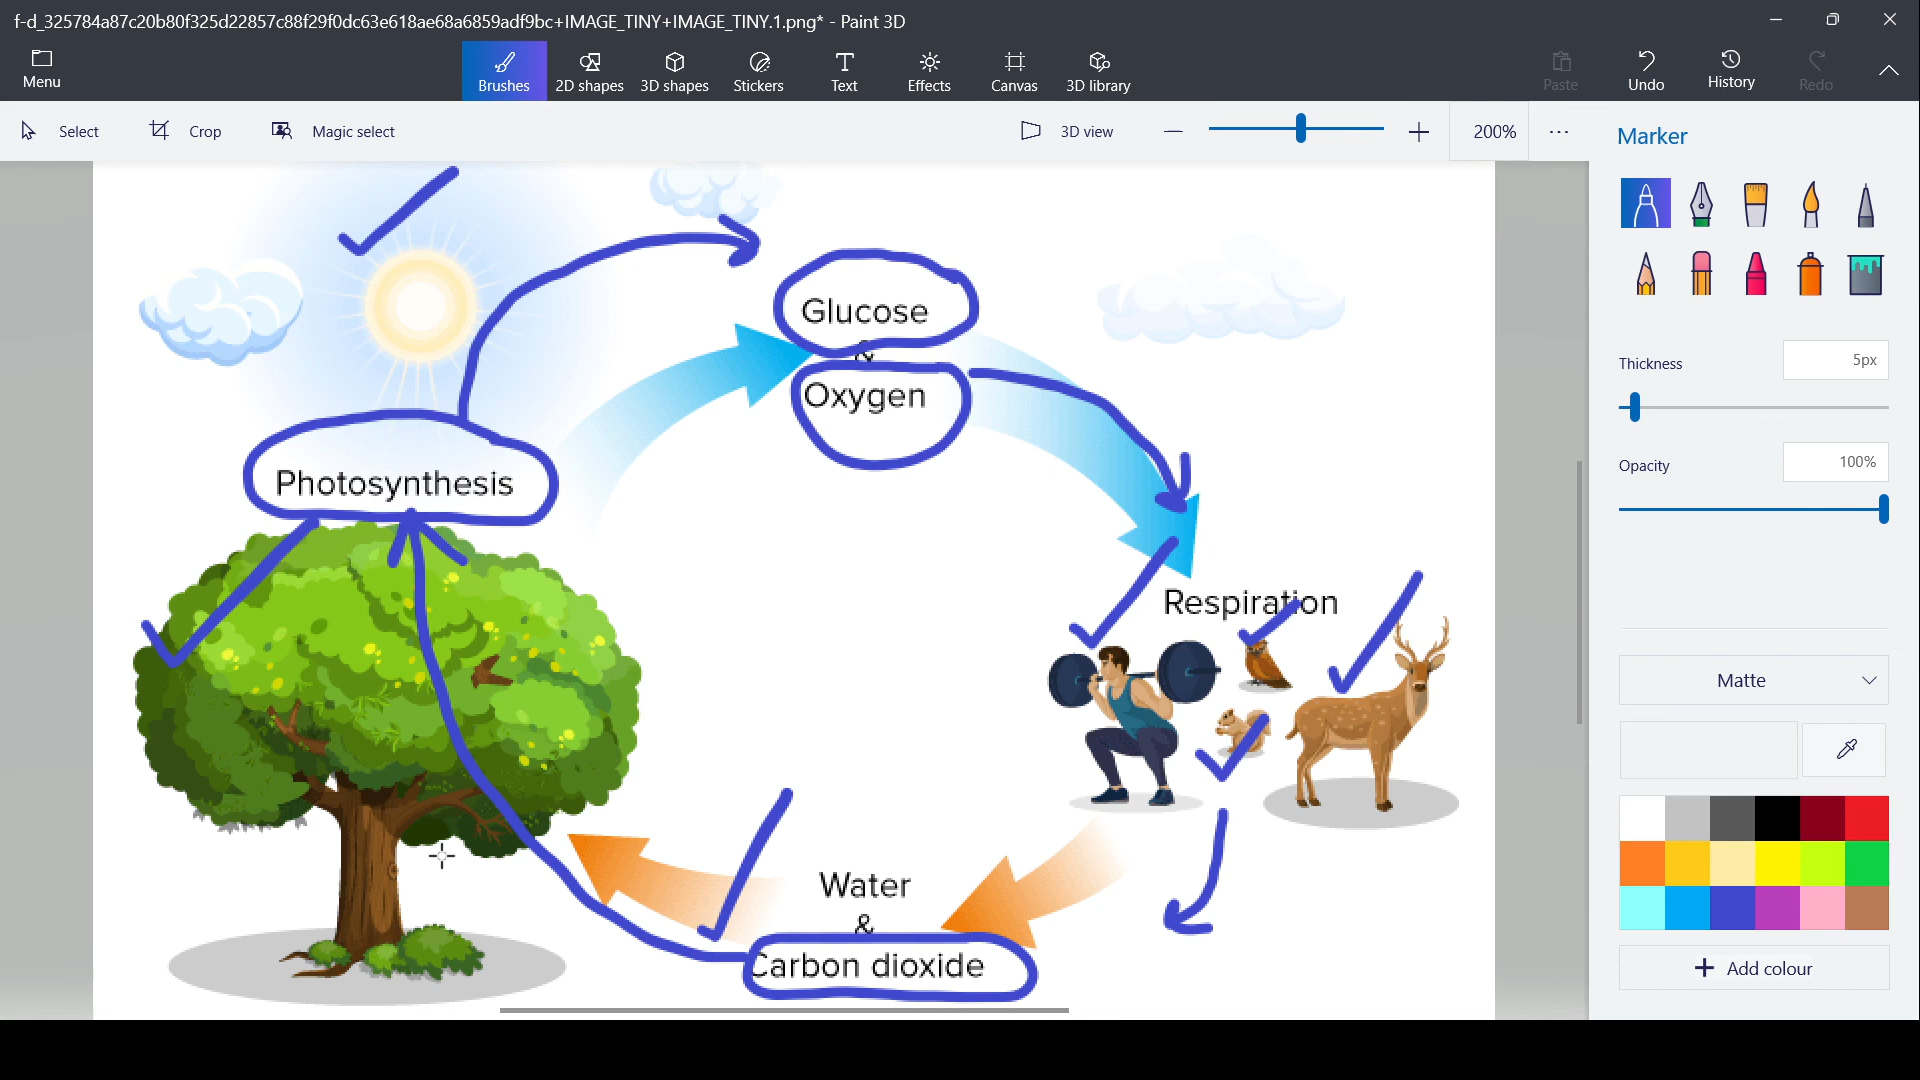 f-d_325784a87c20b80f325d22857c88f29f0dc63e618ae68a6859adf9bc+IMAGE_TINY+IMAGE_TINY.1.png* - Paint 3D
Menu
Brushes
2D shapes
3D shapes
Stickers
Text
Effects
Canvas
3D library
Paste
Undo
History
Redo
Select
Crop
Magic select
3D view
200%
Marker
Thickness
5px
Opacity
100%
Matte
Add colour
Glucose
&
Oxygen
Photosynthesis
Respiration
Water
&
Carbon dioxide